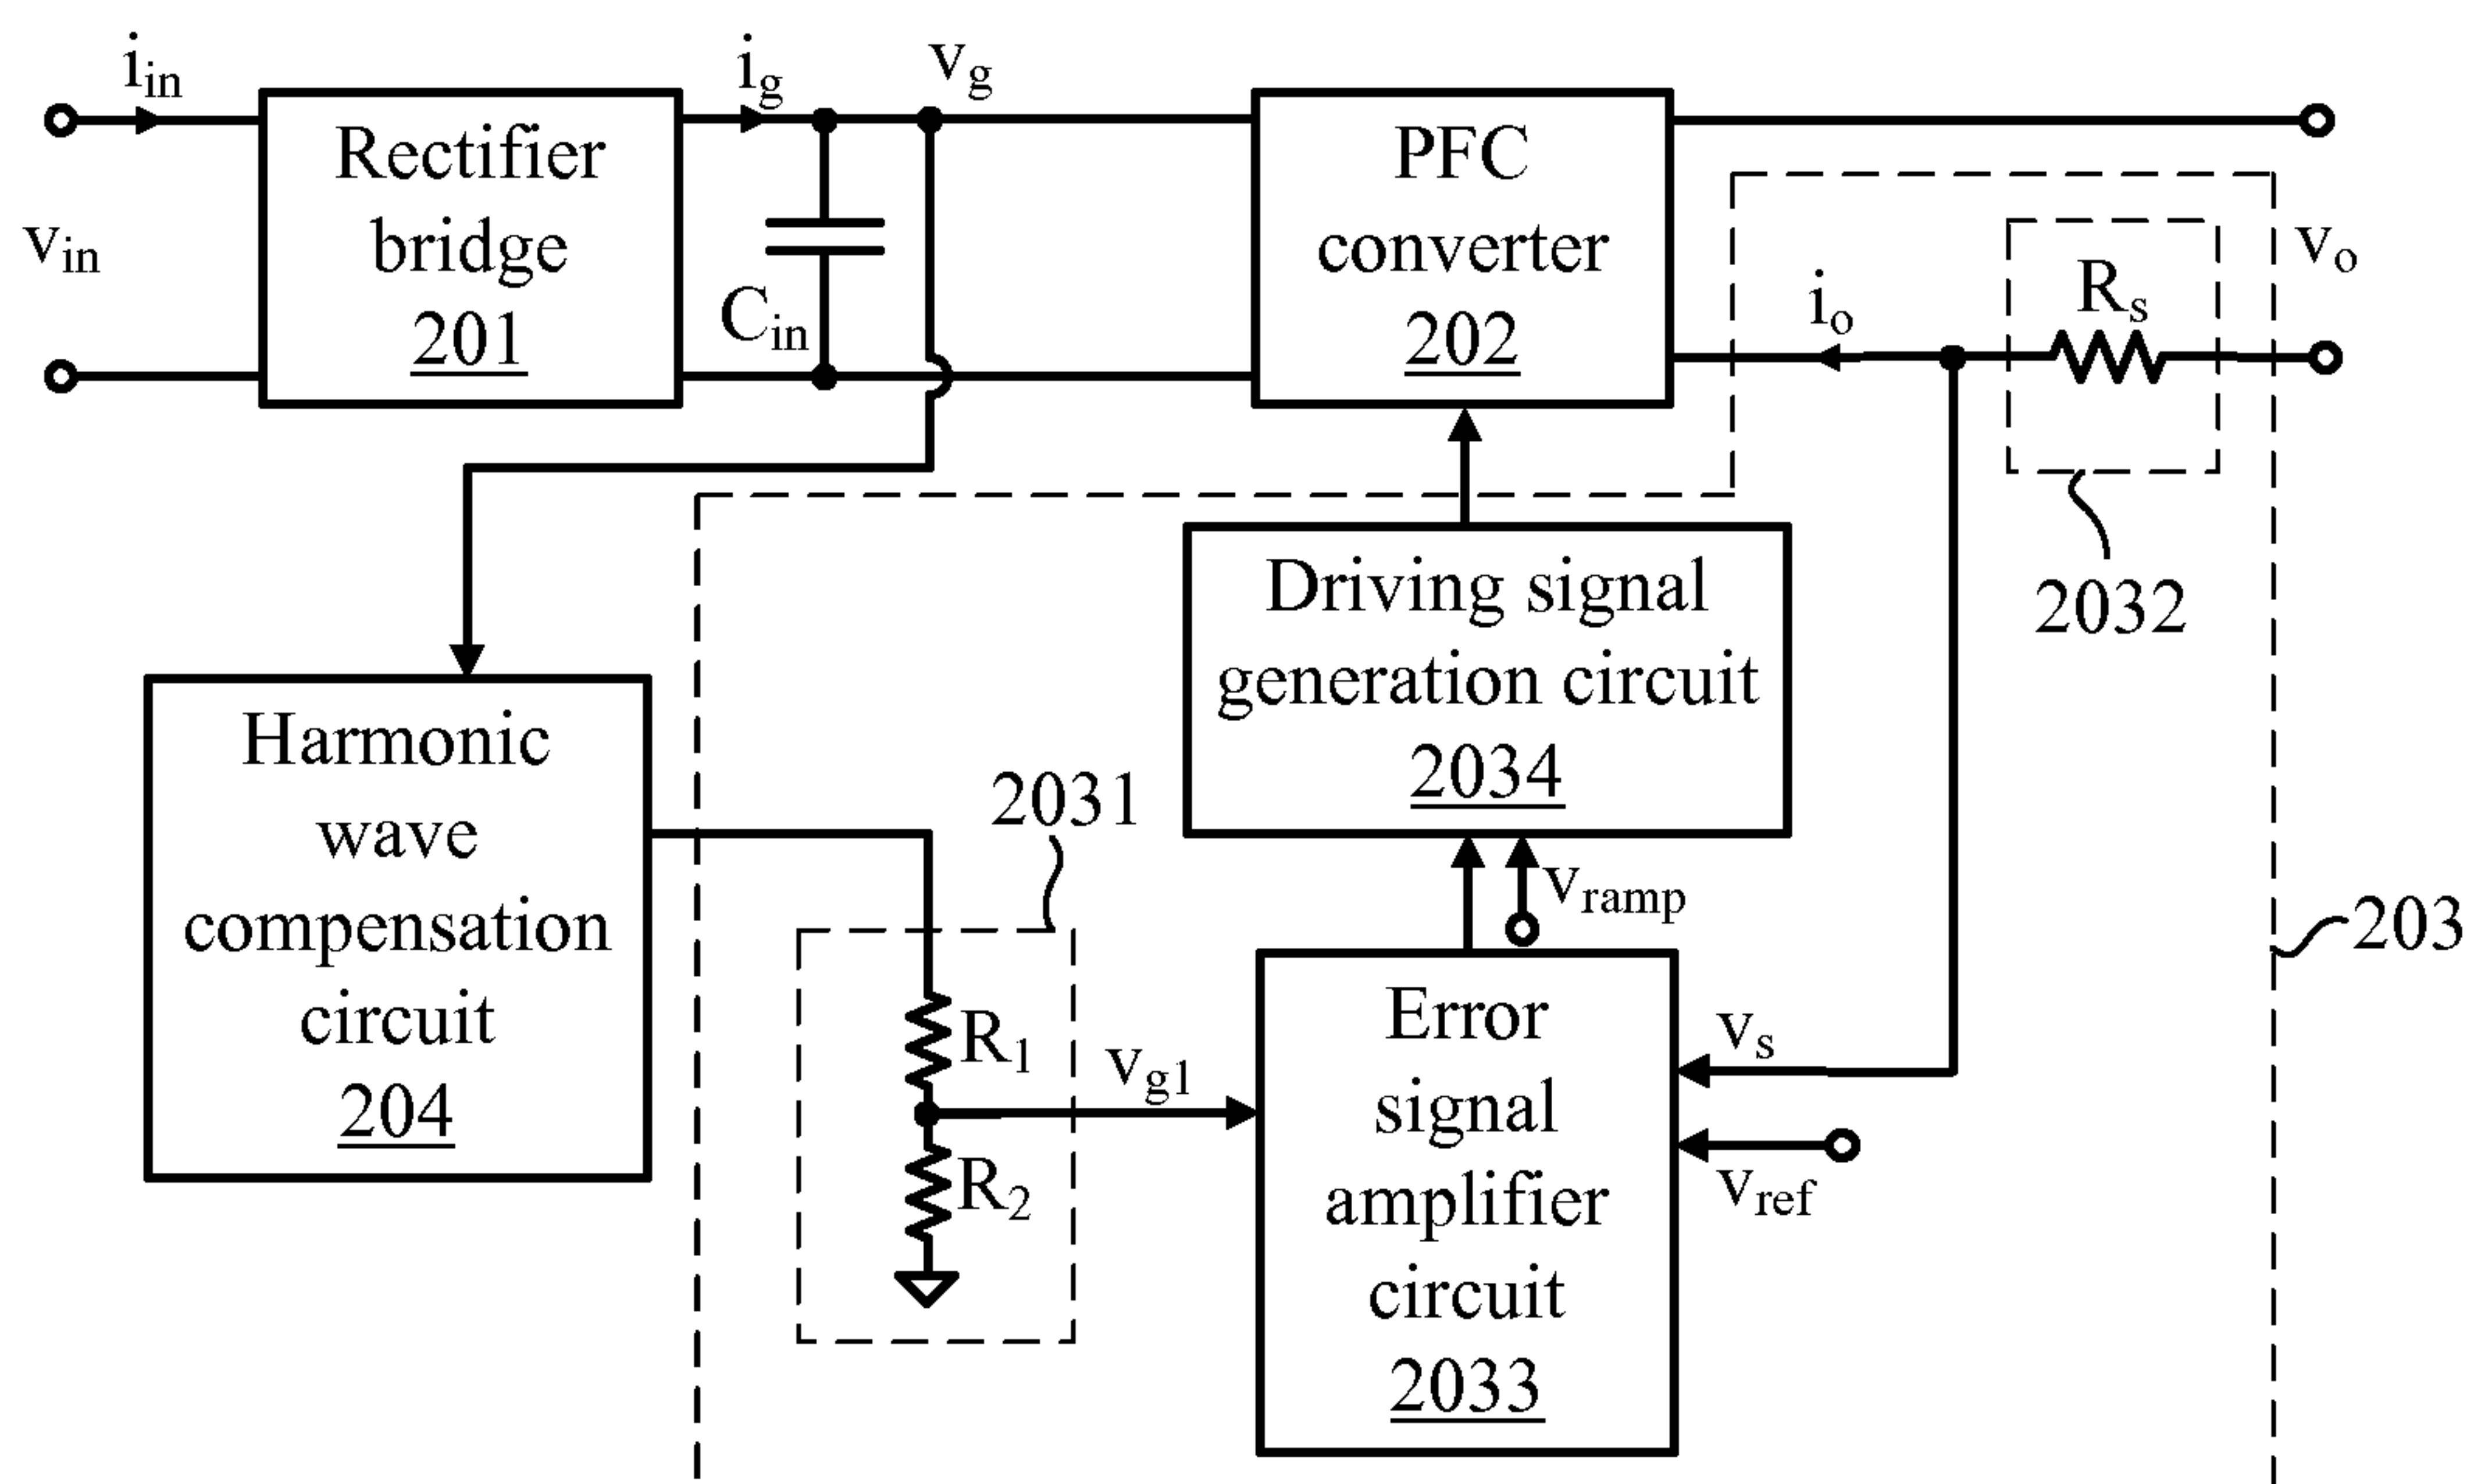 i_in
i_g
v_g
v_in
Rectifier
bridge
201
C_in
PFC
converter
202
i_o
R_s
v_o
2032
Driving signal
generation circuit
2034
Harmonic
wave
compensation
circuit
204
2031
v_ramp
203
R_1
R_2
v_g1
Error
signal
amplifier
circuit
2033
v_s
v_ref